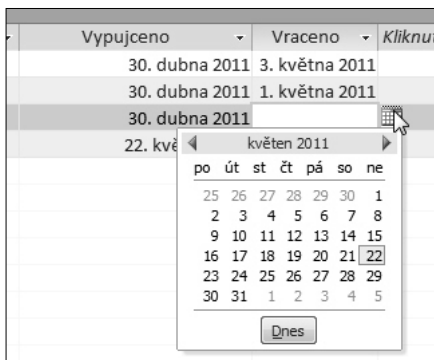 Vypujceno Vraceno Kliknut
30. dubna 2011 3. května 2011
30. dubna 2011 1. května 2011
30. dubna 2011
22. kvě
květen 2011
po út st čt pá so ne
25 26 27 28 29 30 1
2 3 4 5 6 7 8
9 10 11 12 13 14 15
16 17 18 19 20 21 22
23 24 25 26 27 28 29
30 31 1 2 3 4 5
Dnes